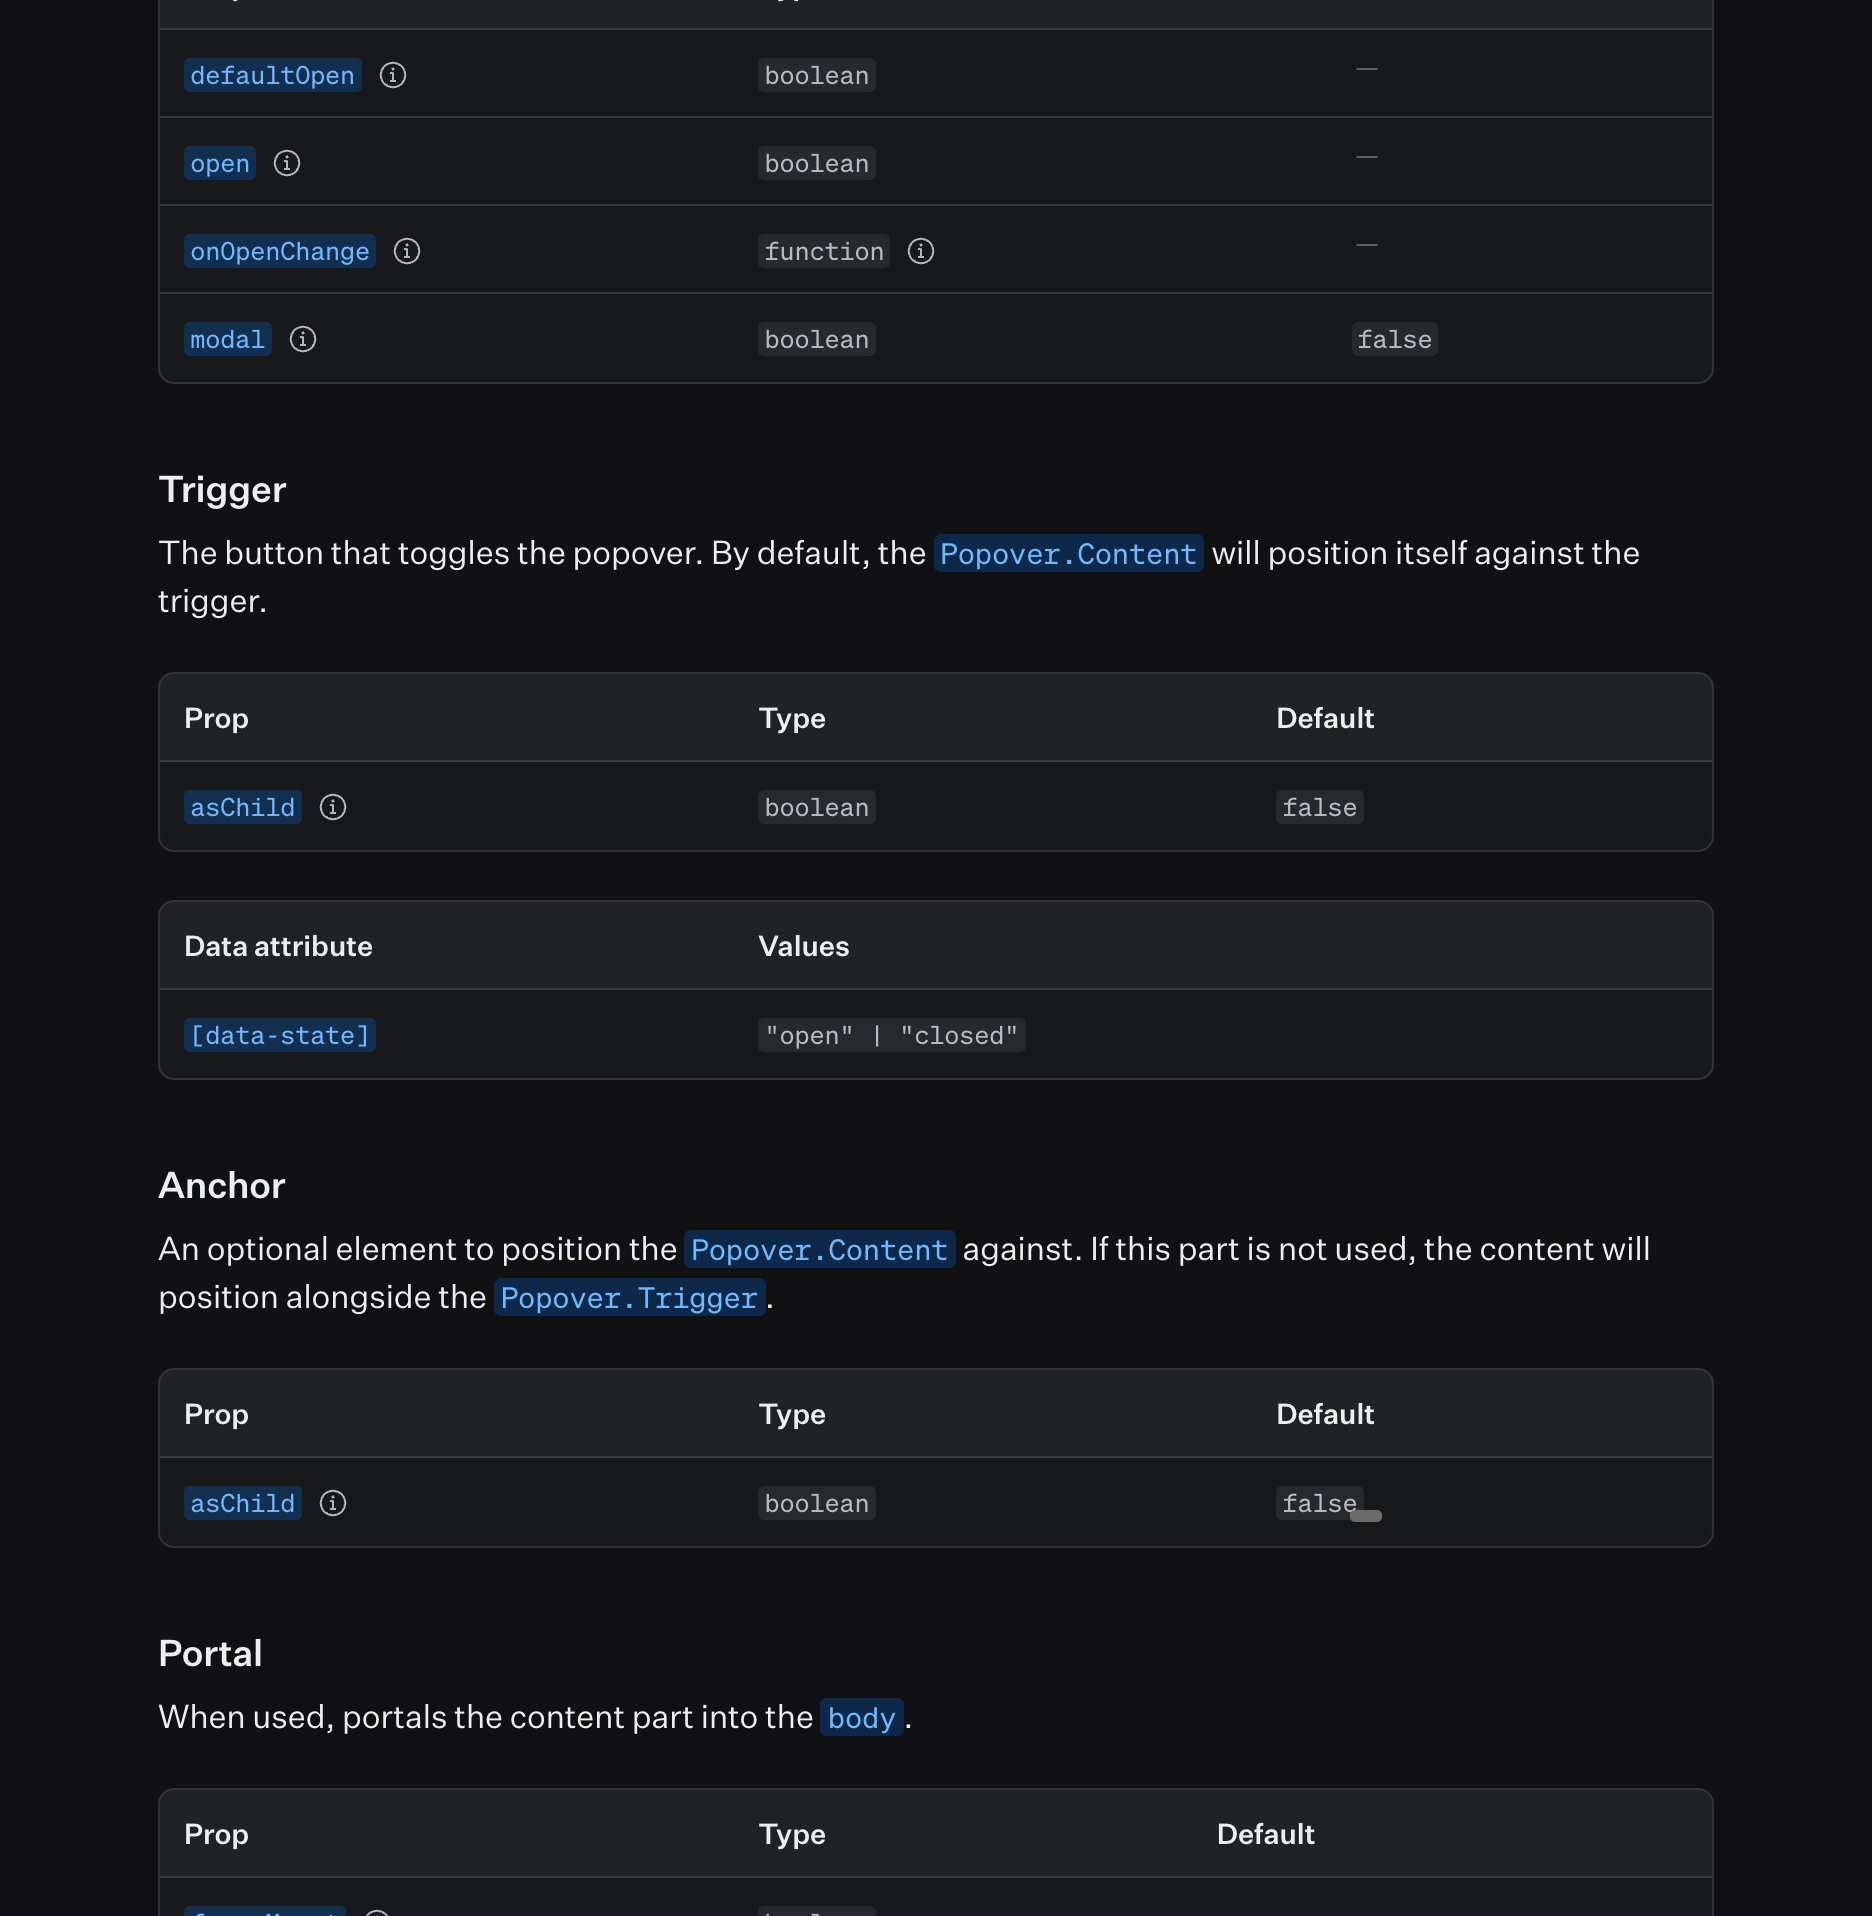 defaultOpen boolean —
open boolean —
onOpenChange function —
modal boolean false
Trigger
The button that toggles the popover. By default, the Popover.Content will position itself against the
trigger.
Prop Type Default
asChild boolean false
Data attribute Values
[data-state] "open" | "closed"
Anchor
An optional element to position the Popover.Content against. If this part is not used, the content will
position alongside the Popover.Trigger.
Prop Type Default
asChild boolean false
Portal
When used, portals the content part into the body.
Prop Type Default